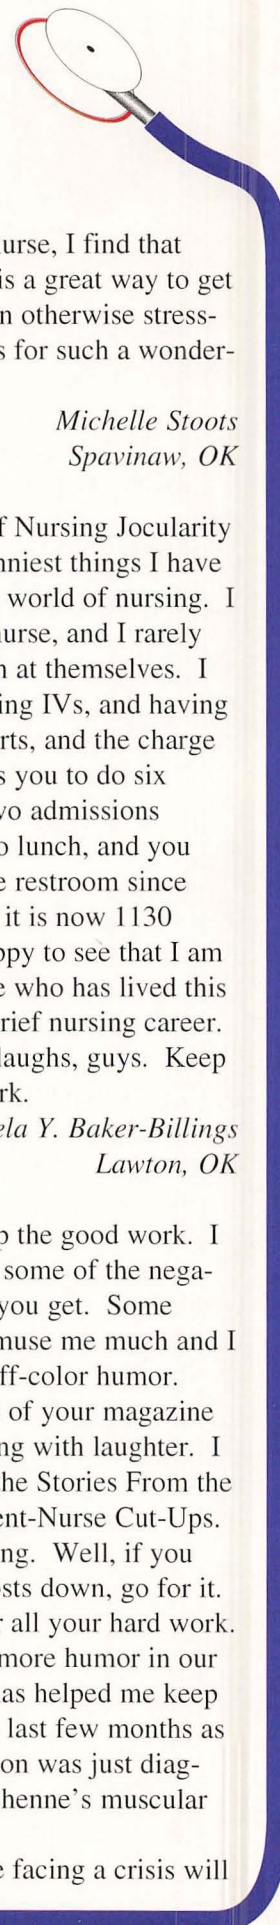 urse, I find that
is a great way to get
n otherwise stress-
s for such a wonder-
Michelle Stoots
Spavinaw, OK
f Nursing Jocularity
nniest things I have
world of nursing. I
nurse, and I rarely
h at themselves. I
ing IVs, and having
rts, and the charge
s you to do six
vo admissions
o lunch, and you
e restroom since
it is now 1130
ppy to see that I am
e who has lived this
rief nursing career.
laughs, guys. Keep
rk.
ela Y. Baker-Billings
Lawton, OK
p the good work. I
some of the nega-
you get. Some
muse me much and I
ff-color humor.
of your magazine
ng with laughter. I
the Stories From the
ent-Nurse Cut-Ups.
ng. Well, if you
osts down, go for it.
r all your hard work.
more humor in our
as helped me keep
last few months as
on was just diag-
henne's muscular
e facing a crisis will